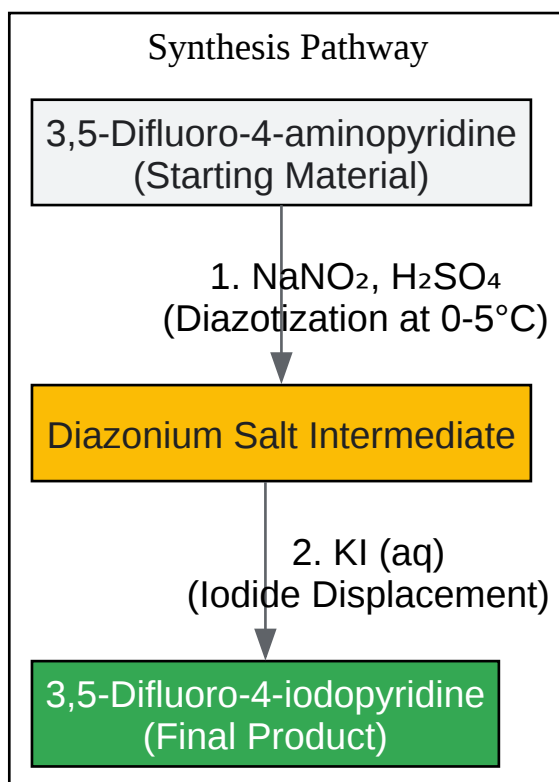 Synthesis Pathway
3,5-Difluoro-4-aminopyridine
(Starting Material)
1. NaNO₂, H₂SO₄
(Diazotization at 0-5°C)
Diazonium Salt Intermediate
2. KI (aq)
(Iodide Displacement)
3,5-Difluoro-4-iodopyridine
(Final Product)